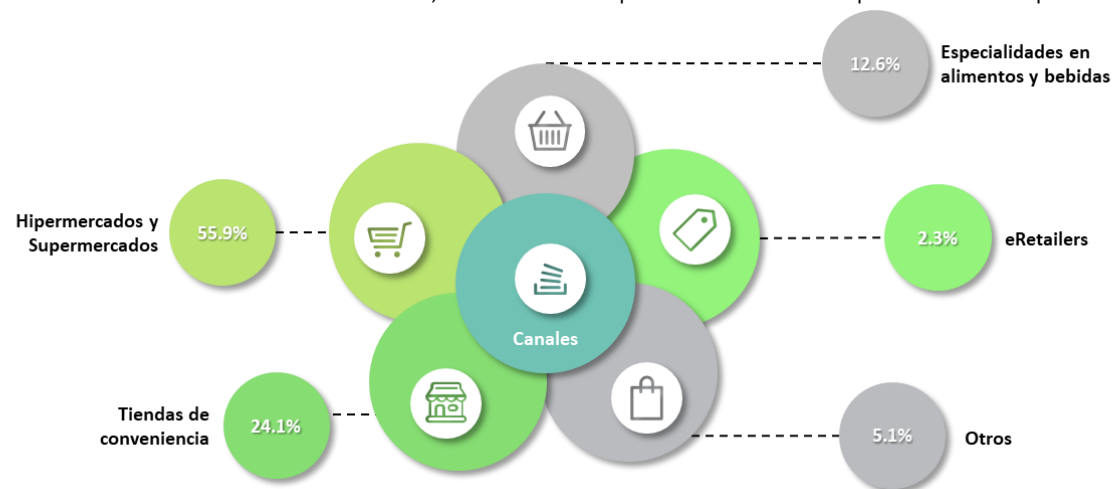 12.6%
Especialidades en
alimentos y bebidas
Hipermercados y
Supermercados
55.9%
2.3%
eRetailers
Canales
Tiendas de
conveniencia
24.1%
5.1%
Otros